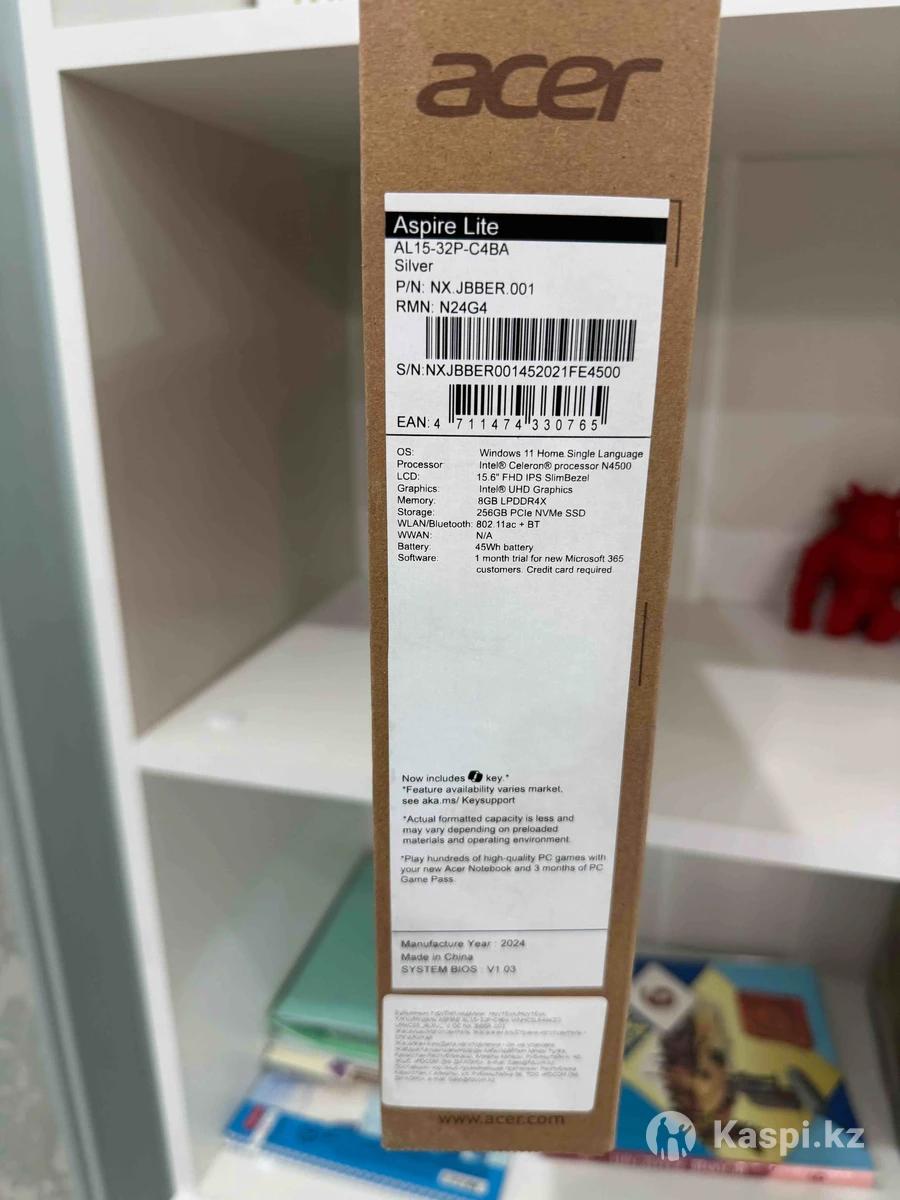 acer
Aspire Lite
AL15-32P-C4BA
Silver
P/N: NX.JBBER.001
RMN: N24G4
S/N:NXJBBER001452021FE4500
EAN: 4 711474 330765
OS: Windows 11 Home Single Language
Processor: Intel® Celeron® processor N4500
LCD: 15.6" FHD IPS SlimBezel
Graphics: Intel® UHD Graphics
Memory: 8GB LPDDR4X
Storage: 256GB PCIe NVMe SSD
WLAN/Bluetooth: 802.11ac + BT
WWAN: N/A
Battery: 45Wh battery
Software: 1 month trial for new Microsoft 365
customers. Credit card required.
Now includes key.*
*Feature availability varies market,
see aka.ms/ Keysupport
*Actual formatted capacity is less and
may vary depending on preloaded
materials and operating environment.
*Play hundreds of high-quality PC games with
your new Acer Notebook and 3 months of PC
Game Pass.
Manufacture Year : 2024
Made in China
SYSTEM BIOS : V1.03
www.acer.com
Kaspi.kz